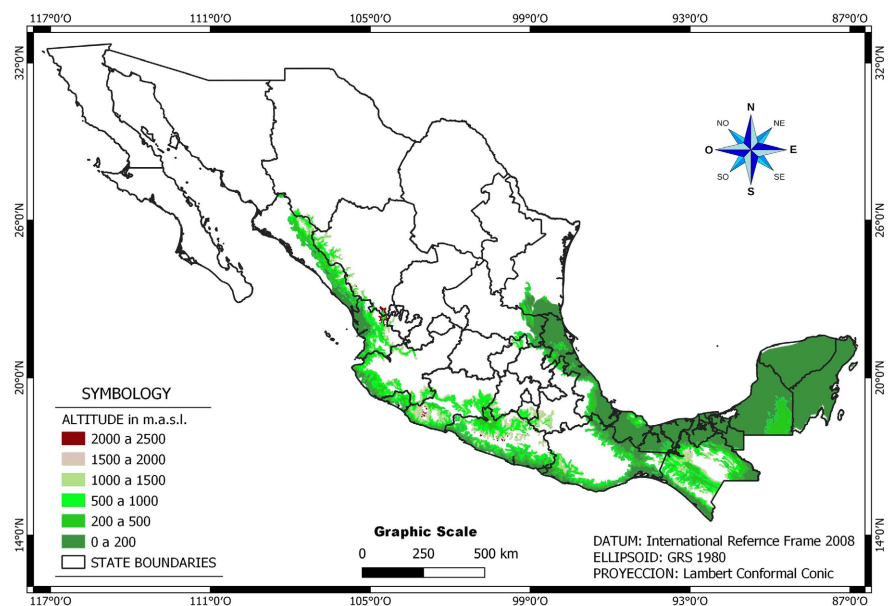 117°0'O 111°0'O 105°0'O 99°0'O 93°0'O 87°0'O
32°0'N 32°0'N
N
NO NE
O E
SO SE
S
26°0'N 26°0'N
20°0'N 20°0'N
SYMBOLOGY
ALTITUDE in m.a.s.l.
2000 a 2500
1500 a 2000
1000 a 1500
500 a 1000
200 a 500
0 a 200
STATE BOUNDARIES
14°0'N 14°0'N
Graphic Scale
0 250 500 km
DATUM: International Refernce Frame 2008
ELLIPSOID: GRS 1980
PROYECCION: Lambert Conformal Conic
117°0'O 111°0'O 105°0'O 99°0'O 93°0'O 87°0'O